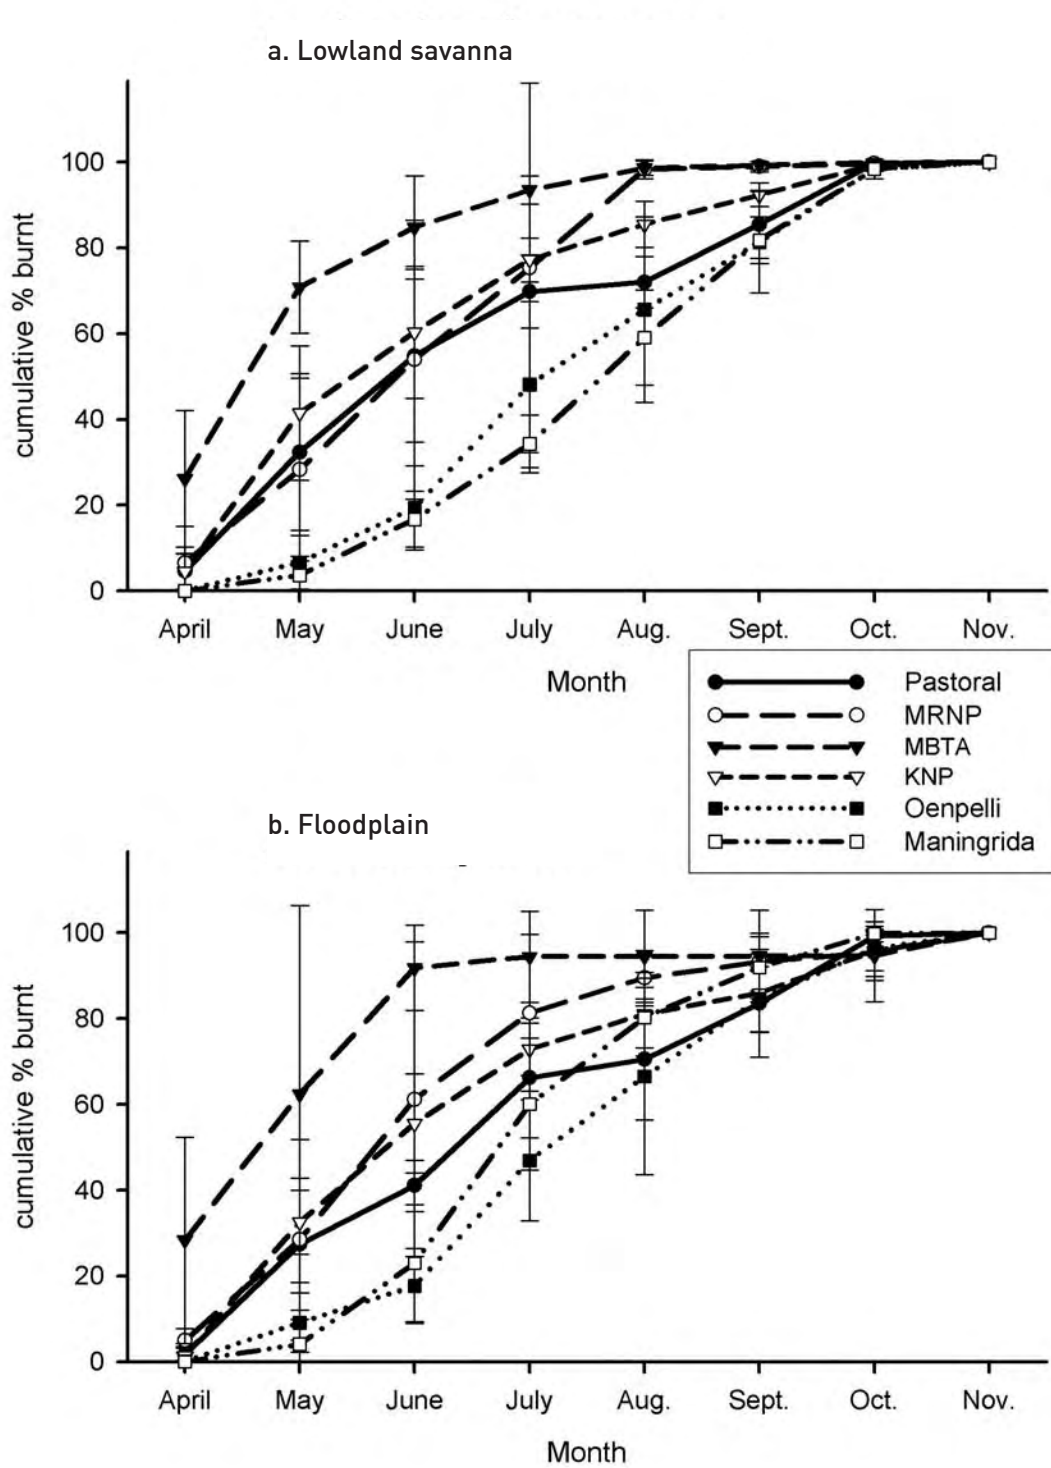 a. Lowland savanna
cumulative % burnt
100
80
60
40
20
0
April May June July Aug. Sept. Oct. Nov.
Month
Pastoral
MRNP
MBTA
KNP
Oenpelli
Maningrida
b. Floodplain
cumulative % burnt
100
80
60
40
20
0
April May June July Aug. Sept. Oct. Nov.
Month